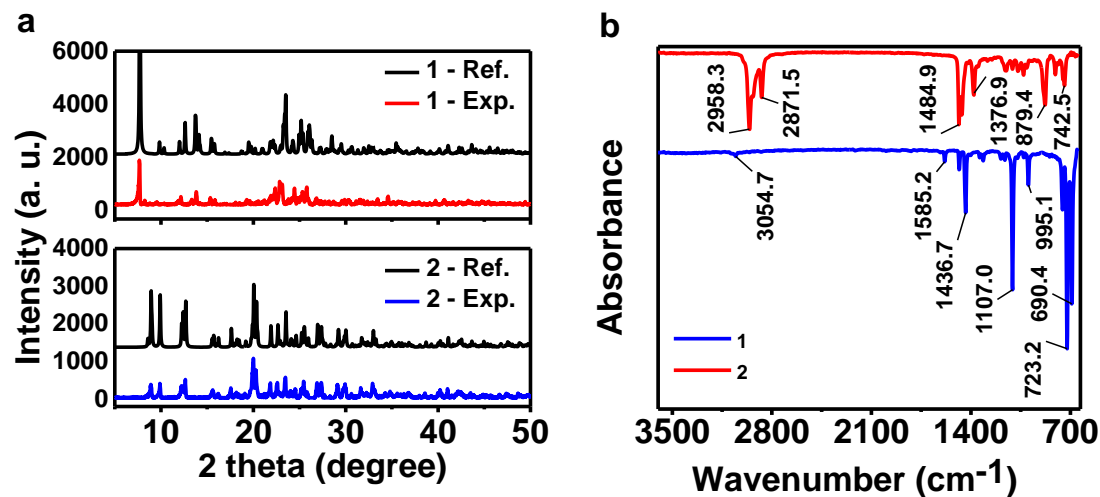 a
Intensity (a. u.)
6000
4000
2000
0
1 - Ref.
1 - Exp.
4000
3000
2000
1000
0
2 - Ref.
2 - Exp.
10 20 30 40 50
2 theta (degree)
b
Absorbance
2958.3
2871.5
1484.9
1376.9
879.4
742.5
3054.7
1585.2
1436.7
1107.0
995.1
690.4
723.2
1
2
3500 2800 2100 1400 700
Wavenumber (cm-1)